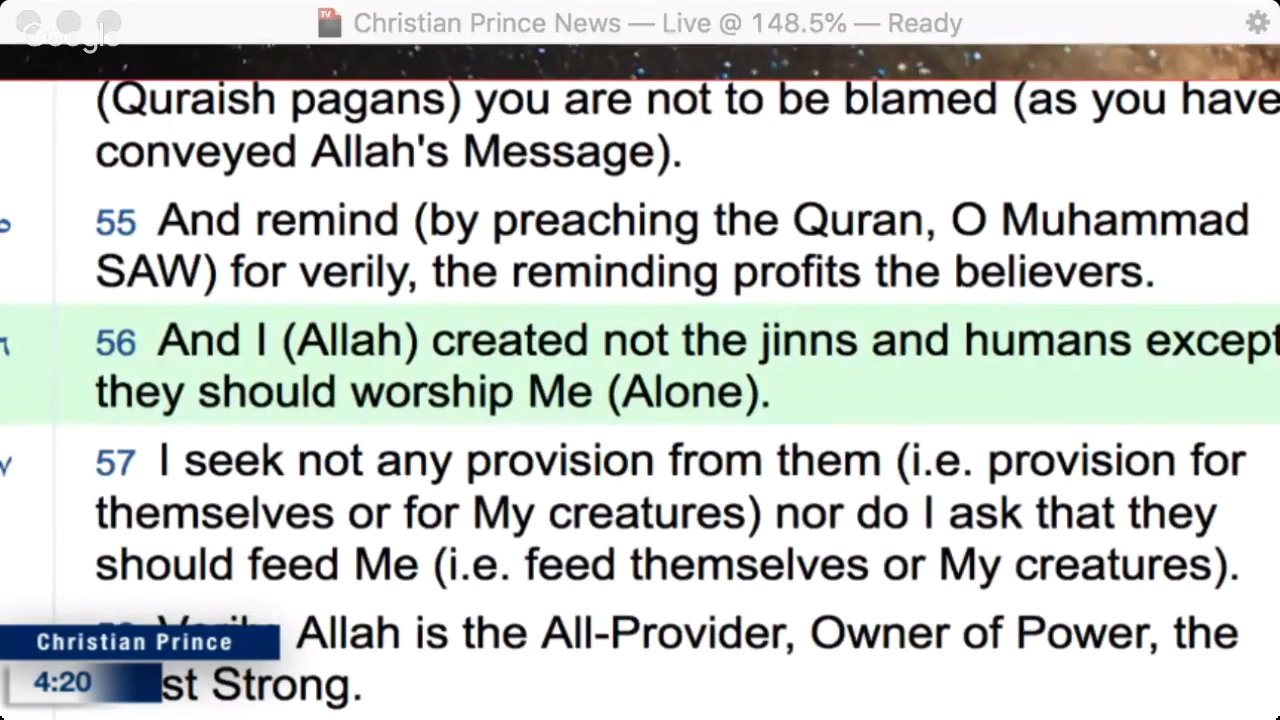 Christian Prince News — Live @ 148.5% — Ready
Google
(Quraish pagans) you are not to be blamed (as you have
conveyed Allah's Message).
55 And remind (by preaching the Quran, O Muhammad
SAW) for verily, the reminding profits the believers.
56 And I (Allah) created not the jinns and humans except
they should worship Me (Alone).
57 I seek not any provision from them (i.e. provision for
themselves or for My creatures) nor do I ask that they
should feed Me (i.e. feed themselves or My creatures).
Allah is the All-Provider, Owner of Power, the
st Strong.
Christian Prince
4:20